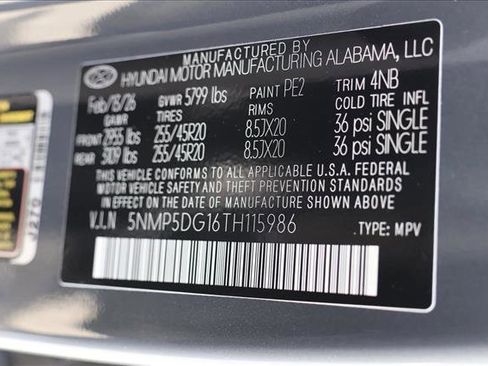 MANUFACTURED BY
HYUNDAI MOTOR MANUFACTURING ALABAMA, LLC
Feb/13/26 GVWR 5799 lbs PAINT PE2 TRIM 4NB
GAWR TIRES RIMS COLD TIRE INFL
FRONT 2955 lbs 255/45R20 8.5JX20 36 psi SINGLE
REAR 3109 lbs 255/45R20 8.5JX20 36 psi SINGLE
THIS VEHICLE CONFORMS TO ALL APPLICABLE U.S.A. FEDERAL
MOTOR VEHICLE SAFETY AND THEFT PREVENTION STANDARDS
IN EFFECT ON THE DATE OF MANUFACTURE SHOWN ABOVE.
V.I.N 5NMP5DG16TH115986
TYPE: MPV
J270